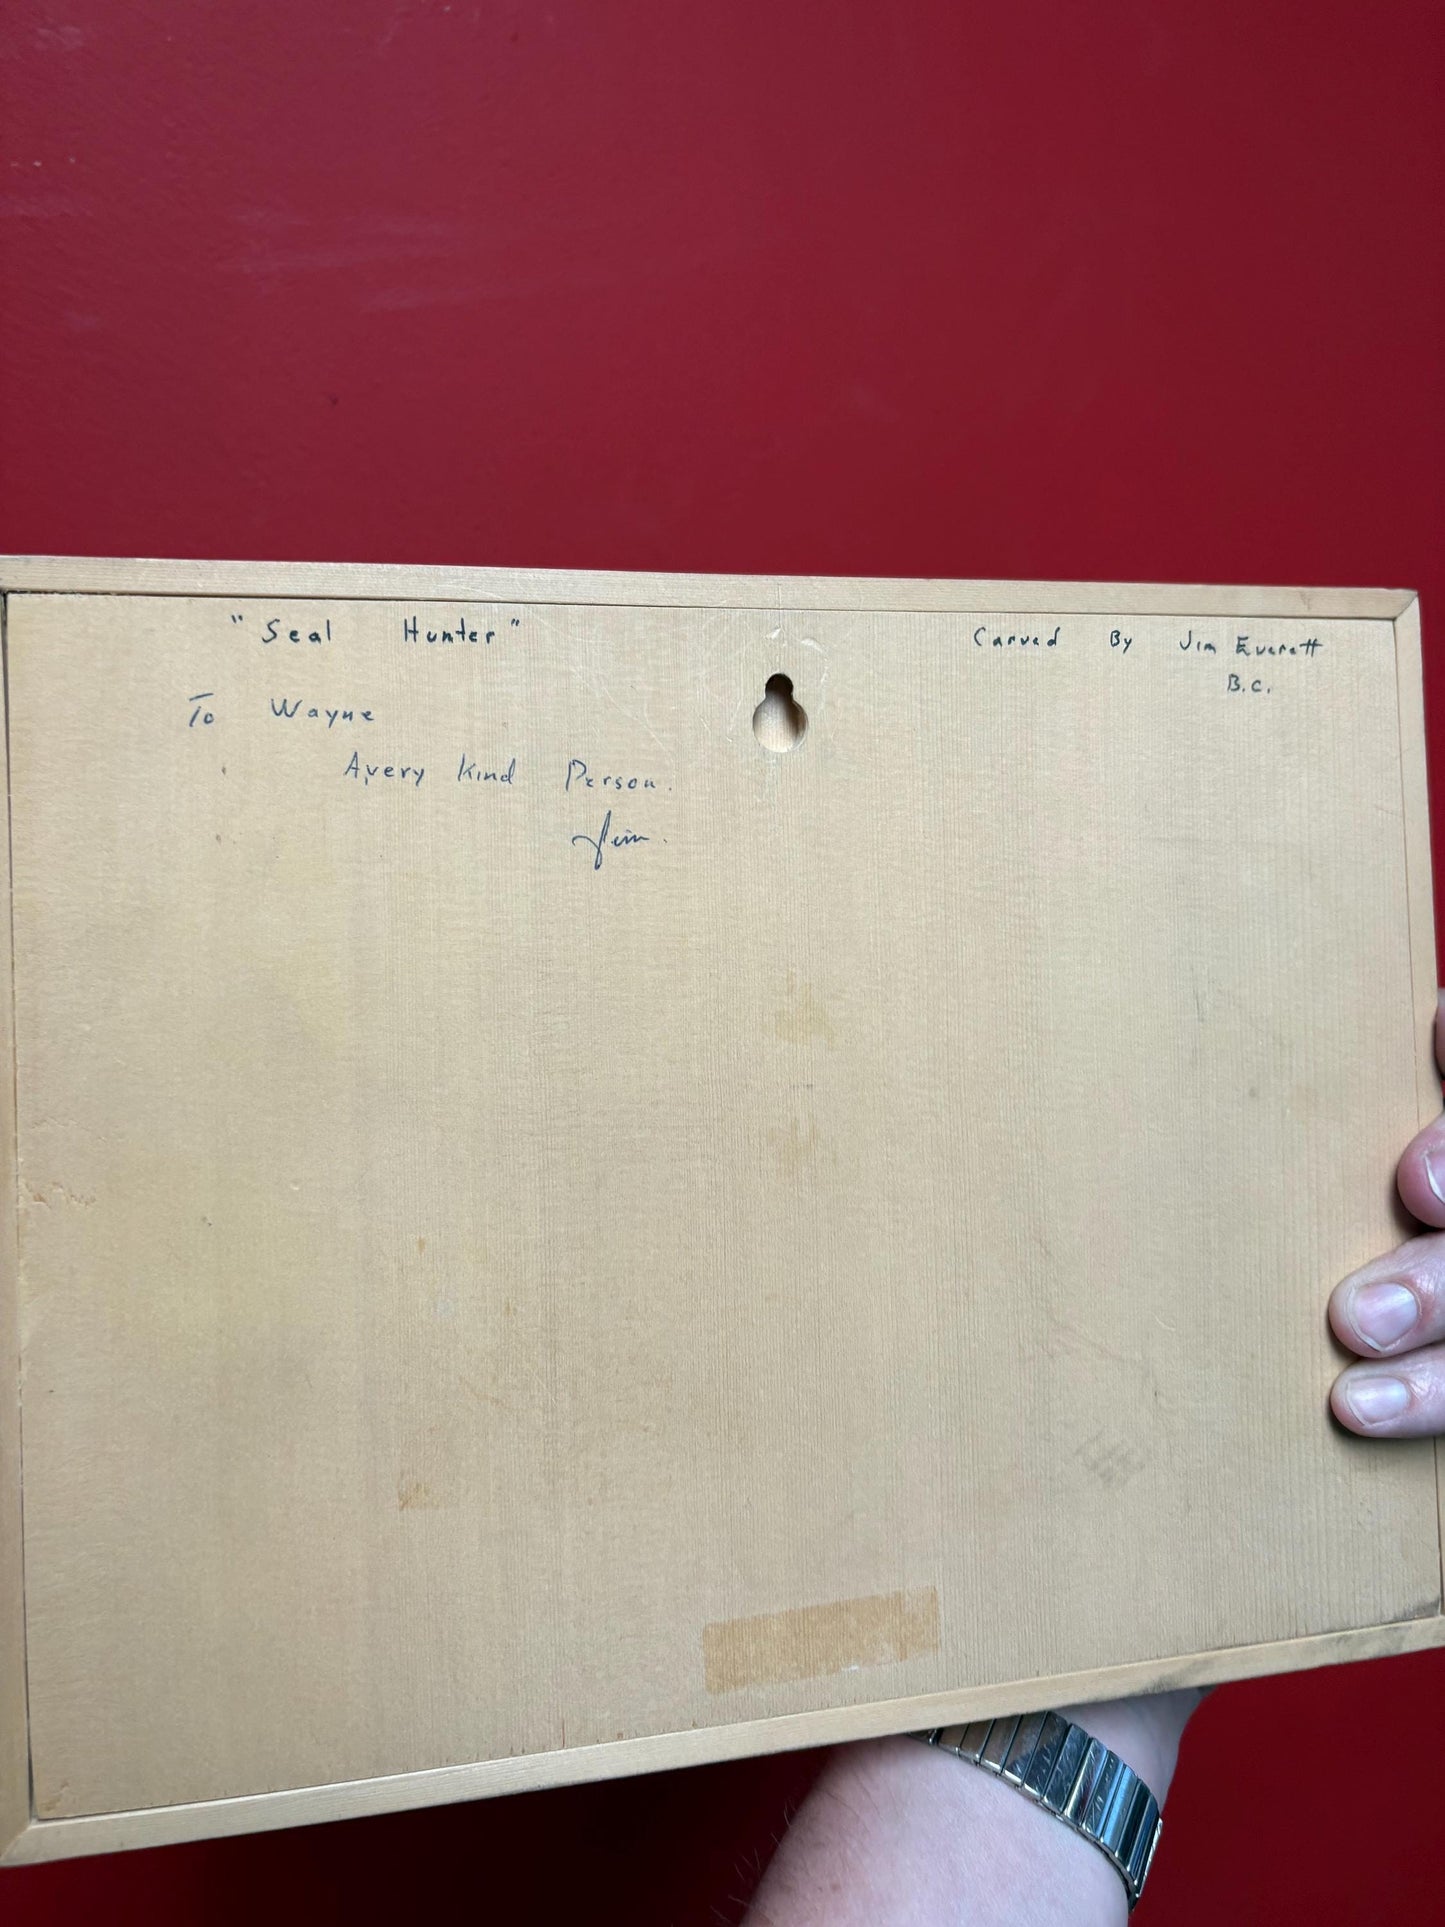 "Seal Hunter"
Carved By Jim Everett
B.C.
To Wayne
Avery Kind Person.
Jim.